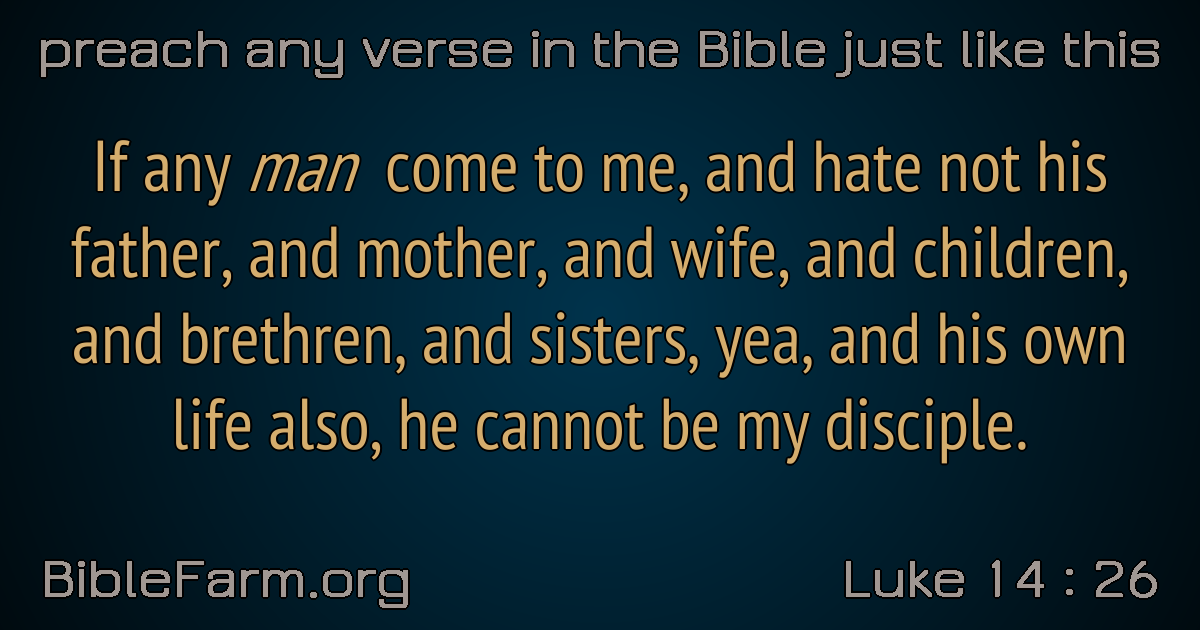 preach any verse in the Bible just like this
If any man come to me, and hate not his
father, and mother, and wife, and children,
and brethren, and sisters, yea, and his own
life also, he cannot be my disciple.
BibleFarm.org
Luke 14 : 26